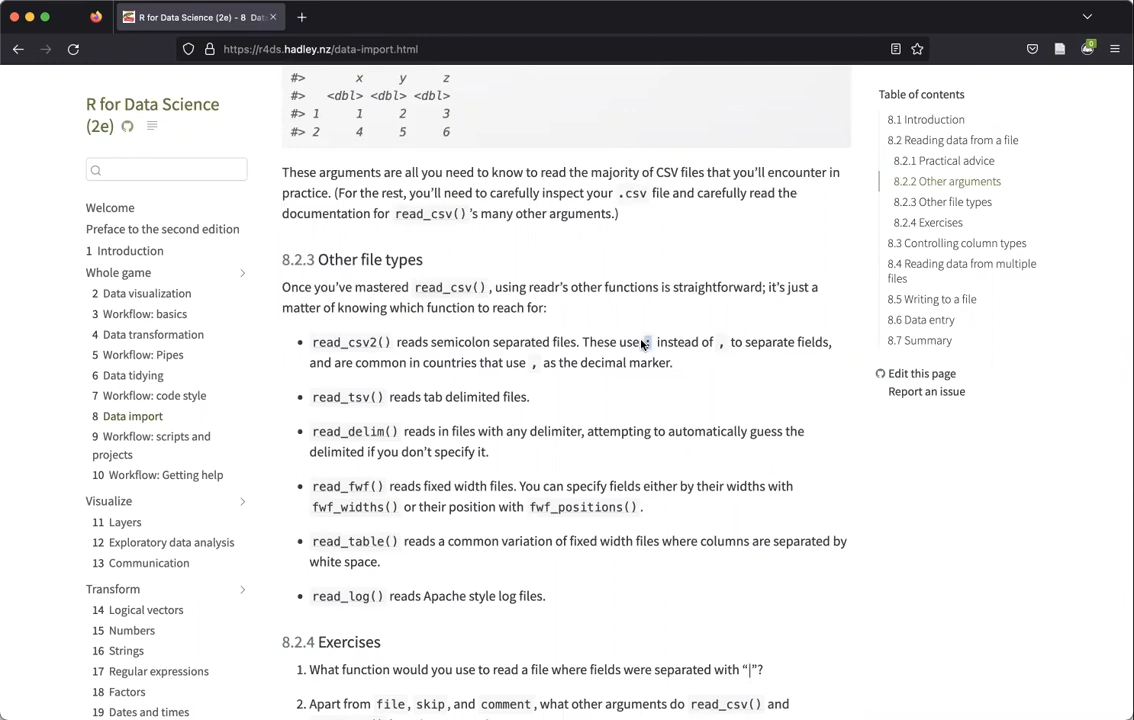 R for Data Science (2e) - 8 Dat
https://r4ds.hadley.nz/data-import.html
0
R for Data Science
(2e)
Welcome
Preface to the second edition
1 Introduction
Whole game
2 Data visualization
3 Workflow: basics
4 Data transformation
5 Workflow: Pipes
6 Data tidying
7 Workflow: code style
8 Data import
9 Workflow: scripts and
projects
10 Workflow: Getting help
Visualize
11 Layers
12 Exploratory data analysis
13 Communication
Transform
14 Logical vectors
15 Numbers
16 Strings
17 Regular expressions
18 Factors
19 Dates and times
#> x y z
#> <dbl> <dbl> <dbl>
#> 1 1 2 3
#> 2 4 5 6
These arguments are all you need to know to read the majority of CSV files that you'll encounter in
practice. (For the rest, you'll need to carefully inspect your .csv file and carefully read the
documentation for read_csv()'s many other arguments.)
8.2.3 Other file types
Once you've mastered read_csv(), using readr's other functions is straightforward; it's just a
matter of knowing which function to reach for:
• read_csv2() reads semicolon separated files. These use ; instead of , to separate fields,
and are common in countries that use , as the decimal marker.
• read_tsv() reads tab delimited files.
• read_delim() reads in files with any delimiter, attempting to automatically guess the
delimited if you don't specify it.
• read_fwf() reads fixed width files. You can specify fields either by their widths with
fwf_widths() or their position with fwf_positions().
• read_table() reads a common variation of fixed width files where columns are separated by
white space.
• read_log() reads Apache style log files.
8.2.4 Exercises
1. What function would you use to read a file where fields were separated with “|”?
2. Apart from file, skip, and comment, what other arguments do read_csv() and
Table of contents
8.1 Introduction
8.2 Reading data from a file
8.2.1 Practical advice
8.2.2 Other arguments
8.2.3 Other file types
8.2.4 Exercises
8.3 Controlling column types
8.4 Reading data from multiple
files
8.5 Writing to a file
8.6 Data entry
8.7 Summary
Edit this page
Report an issue